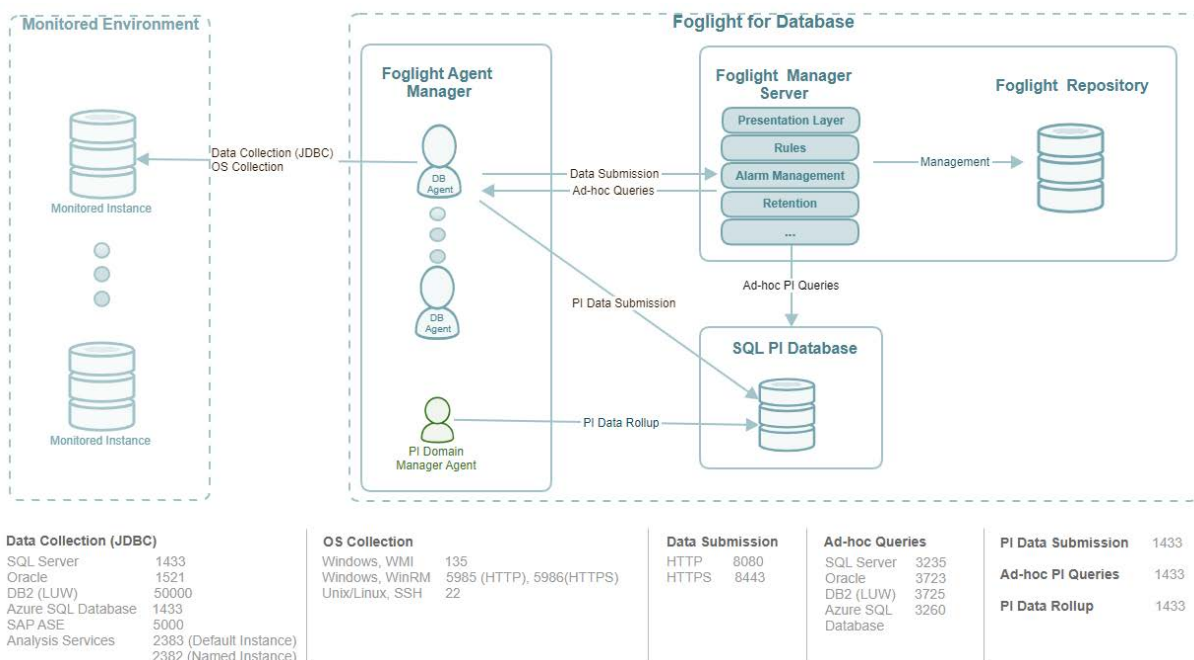 Monitored Environment
Foglight for Database
Foglight Agent
Manager
Foglight Manager
Server
Foglight Repository
Presentation Layer
Rules
Alarm Management
Retention
...
Data Collection (JDBC)
OS Collection
DB
Agent
Data Submission
Ad-hoc Queries
Management
Monitored Instance
Ad-hoc PI Queries
PI Data Submission
DB
Agent
SQL PI Database
PI Data Rollup
Monitored Instance
PI Domain
Manager Agent
Data Collection (JDBC)
SQL Server 1433
Oracle 1521
DB2 (LUW) 50000
Azure SQL Database 1433
SAP ASE 5000
Analysis Services 2383 (Default Instance)
2382 (Named Instance)
OS Collection
Windows, WMI 135
Windows, WinRM 5985 (HTTP), 5986(HTTPS)
Unix/Linux, SSH 22
Data Submission
HTTP 8080
HTTPS 8443
Ad-hoc Queries
SQL Server 3235
Oracle 3723
DB2 (LUW) 3725
Azure SQL 3260
Database
PI Data Submission 1433
Ad-hoc PI Queries 1433
PI Data Rollup 1433